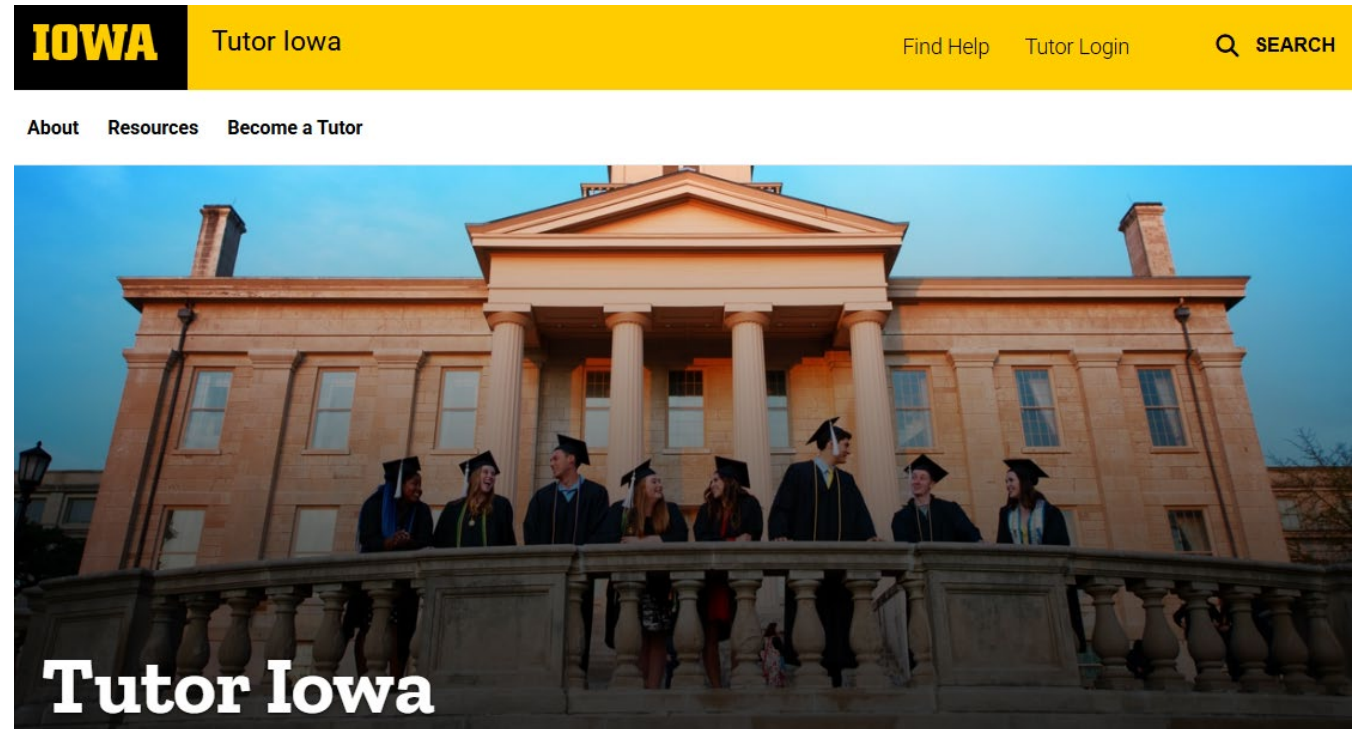 IOWA Tutor Iowa Find Help Tutor Login SEARCH
About Resources Become a Tutor
Tutor Iowa